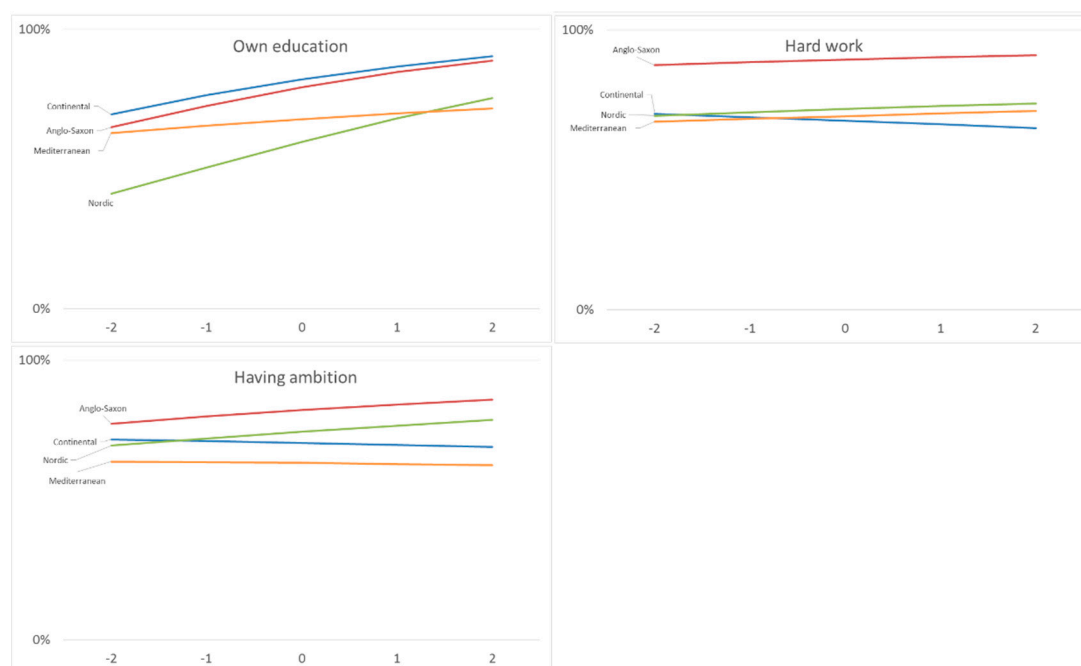 100%
Own education
Continental
Anglo-Saxon
Mediterranean
Nordic
0%
-2 -1 0 1 2
100%
Hard work
Anglo-Saxon
Continental
Nordic
Mediterranean
0%
-2 -1 0 1 2
100%
Having ambition
Anglo-Saxon
Continental
Nordic
Mediterranean
0%
-2 -1 0 1 2